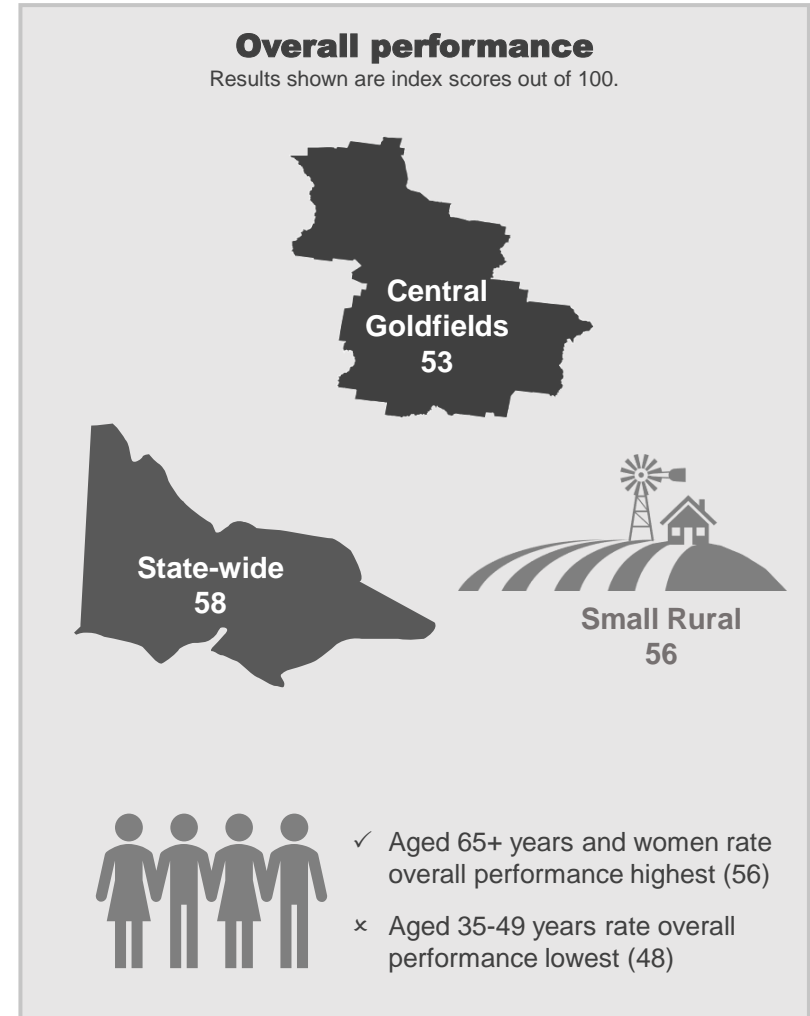 Overall performance
Results shown are index scores out of 100.
Central
Goldfields
53
State-wide
58
Small Rural
56
✓ Aged 65+ years and women rate
overall performance highest (56)
× Aged 35-49 years rate overall
performance lowest (48)